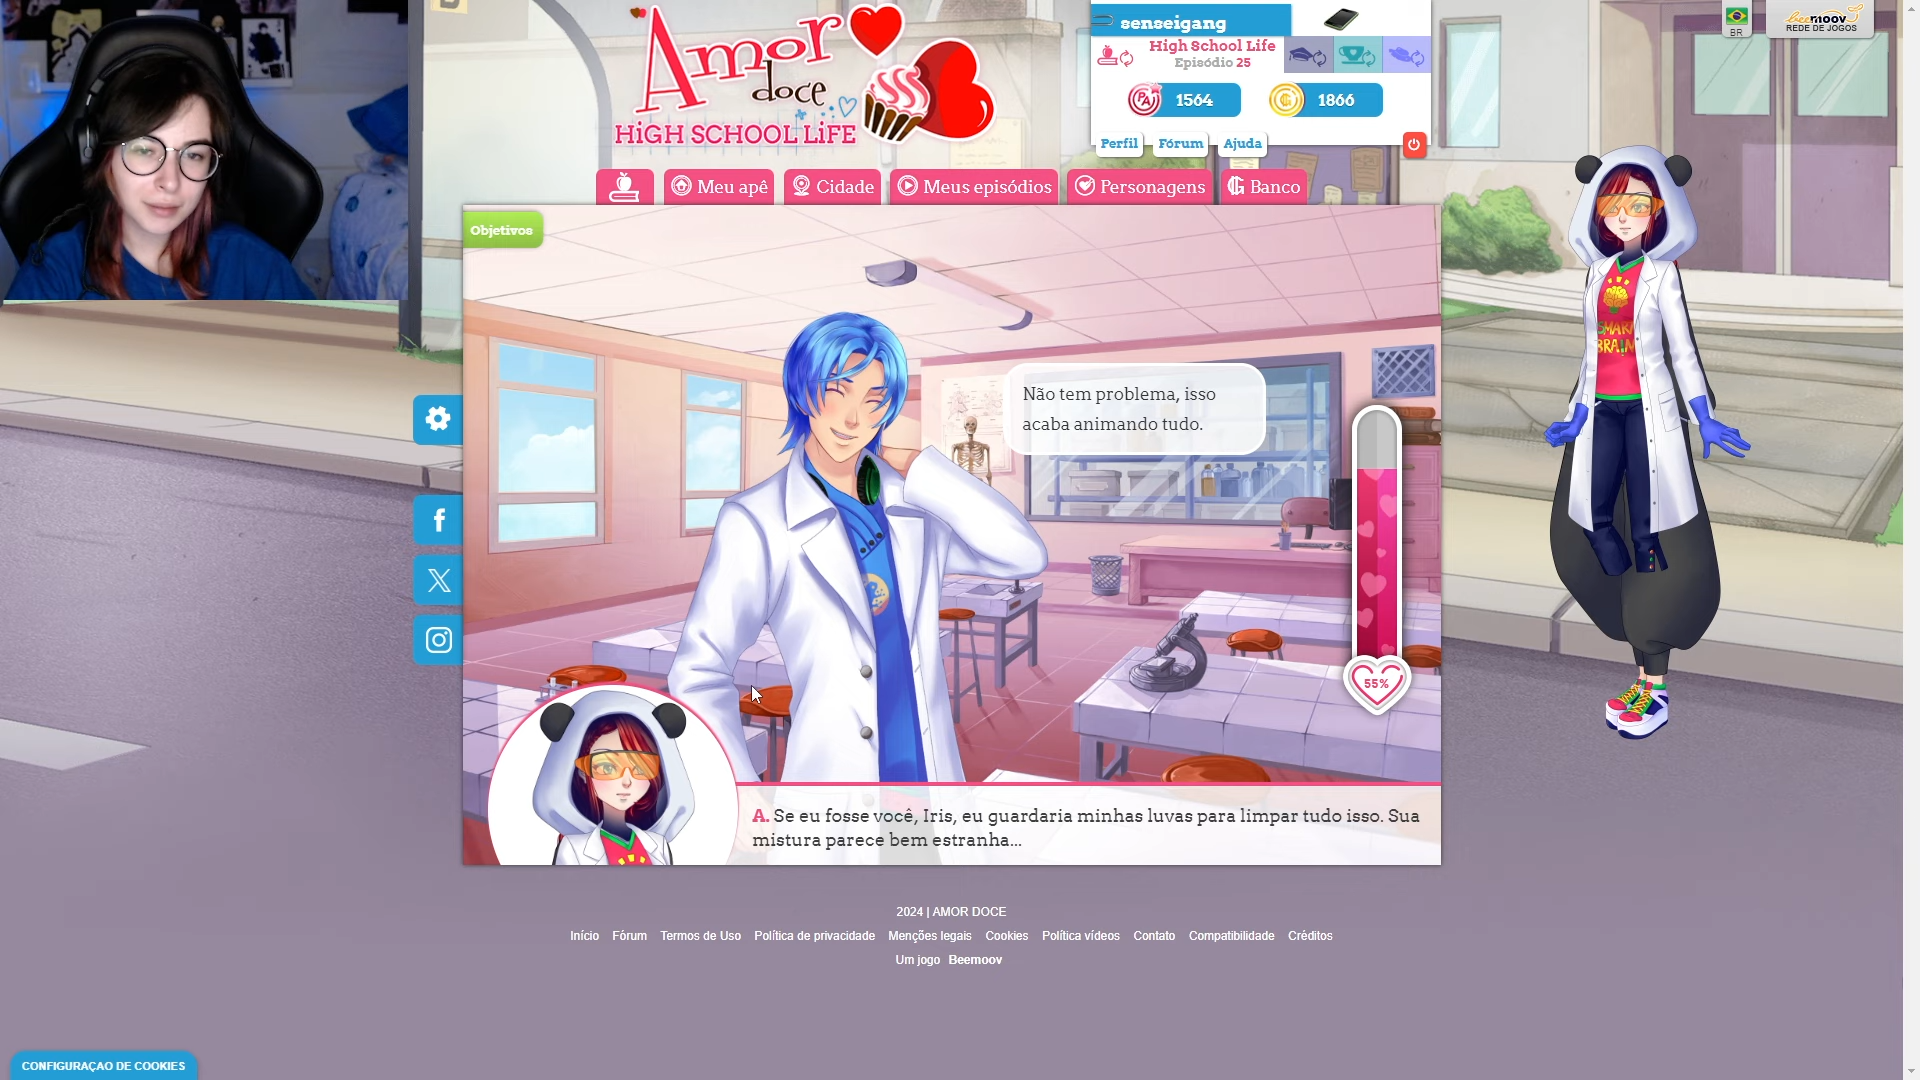 Amor
doce
HiGH SCHOOL LiFE
senseigang
High School Life
Episódio 25
PA
1564
1866
Perfil
Fórum
Ajuda
BR
beemoov
REDE DE JOGOS
Meu apê
Cidade
Meus episódios
Personagens
Banco
Objetivos
Não tem problema, isso
acaba animando tudo.
SMART
BRAIN
55%
A. Se eu fosse você, Iris, eu guardaria minhas luvas para limpar tudo isso. Sua
mistura parece bem estranha...
2024 | AMOR DOCE
Início Fórum Termos de Uso Política de privacidade Menções legais Cookies Política vídeos Contato Compatibilidade Créditos
Um jogo Beemoov
CONFIGURAÇAO DE COOKIES